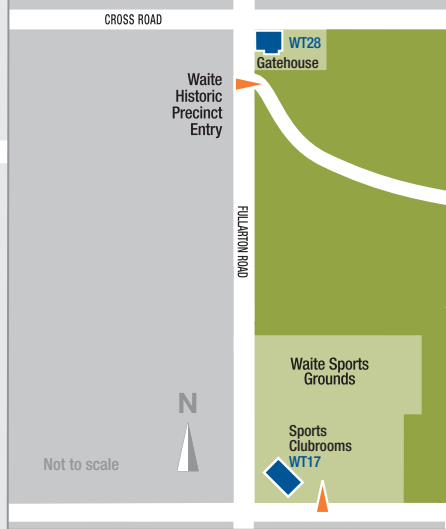 CROSS ROAD
WT28
Gatehouse
Waite
Historic
Precinct
Entry
FULLARTON ROAD
Waite Sports
Grounds
N
Sports
Clubrooms
WT17
Not to scale